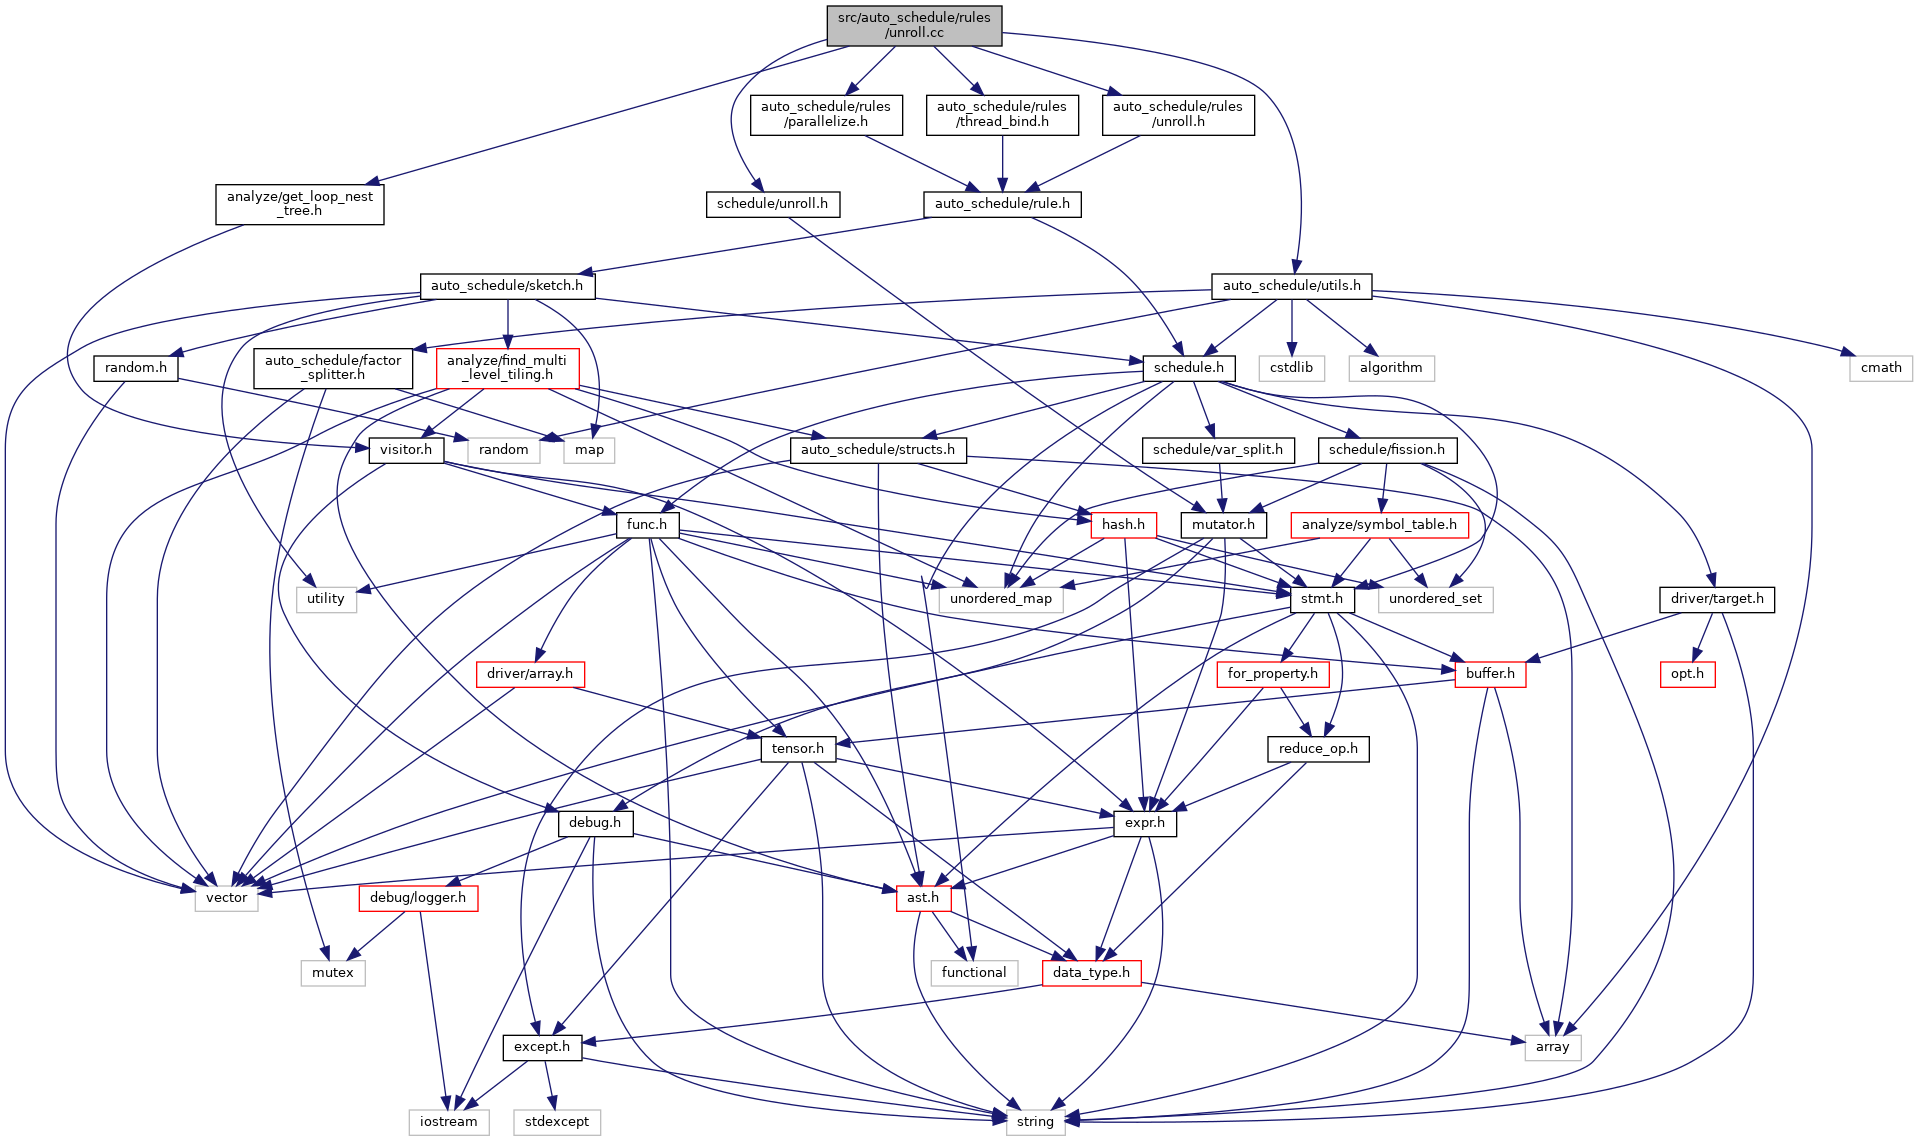 src/auto_schedule/rules
/unroll.cc
auto_schedule/rules
/parallelize.h
auto_schedule/rules
/thread_bind.h
auto_schedule/rules
/unroll.h
analyze/get_loop_nest
_tree.h
schedule/unroll.h
auto_schedule/rule.h
auto_schedule/sketch.h
auto_schedule/utils.h
random.h
auto_schedule/factor
_splitter.h
analyze/find_multi
_level_tiling.h
schedule.h
cstdlib
algorithm
cmath
visitor.h
random
map
auto_schedule/structs.h
schedule/var_split.h
schedule/fission.h
func.h
hash.h
mutator.h
analyze/symbol_table.h
utility
unordered_map
stmt.h
unordered_set
driver/target.h
driver/array.h
for_property.h
buffer.h
opt.h
tensor.h
reduce_op.h
debug.h
expr.h
vector
debug/logger.h
ast.h
mutex
functional
data_type.h
except.h
array
iostream
stdexcept
string